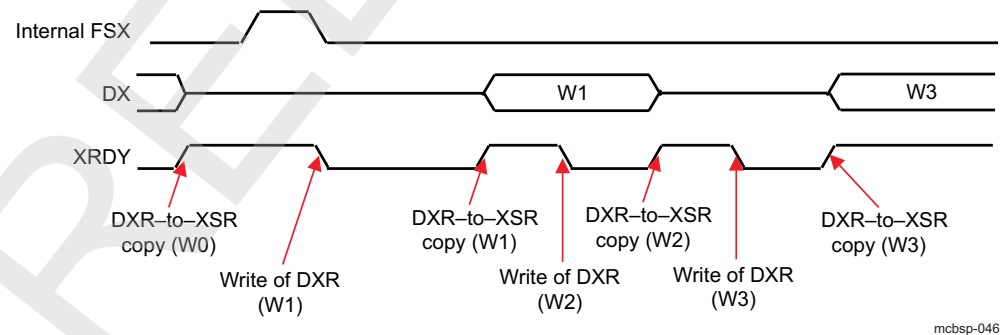 Internal FSX
DX
W1
W3
XRDY
DXR–to–XSR
copy (W0)
DXR–to–XSR
copy (W1)
DXR–to–XSR
copy (W2)
DXR–to–XSR
copy (W3)
Write of DXR
(W1)
Write of DXR
(W2)
Write of DXR
(W3)
mcbsp-046